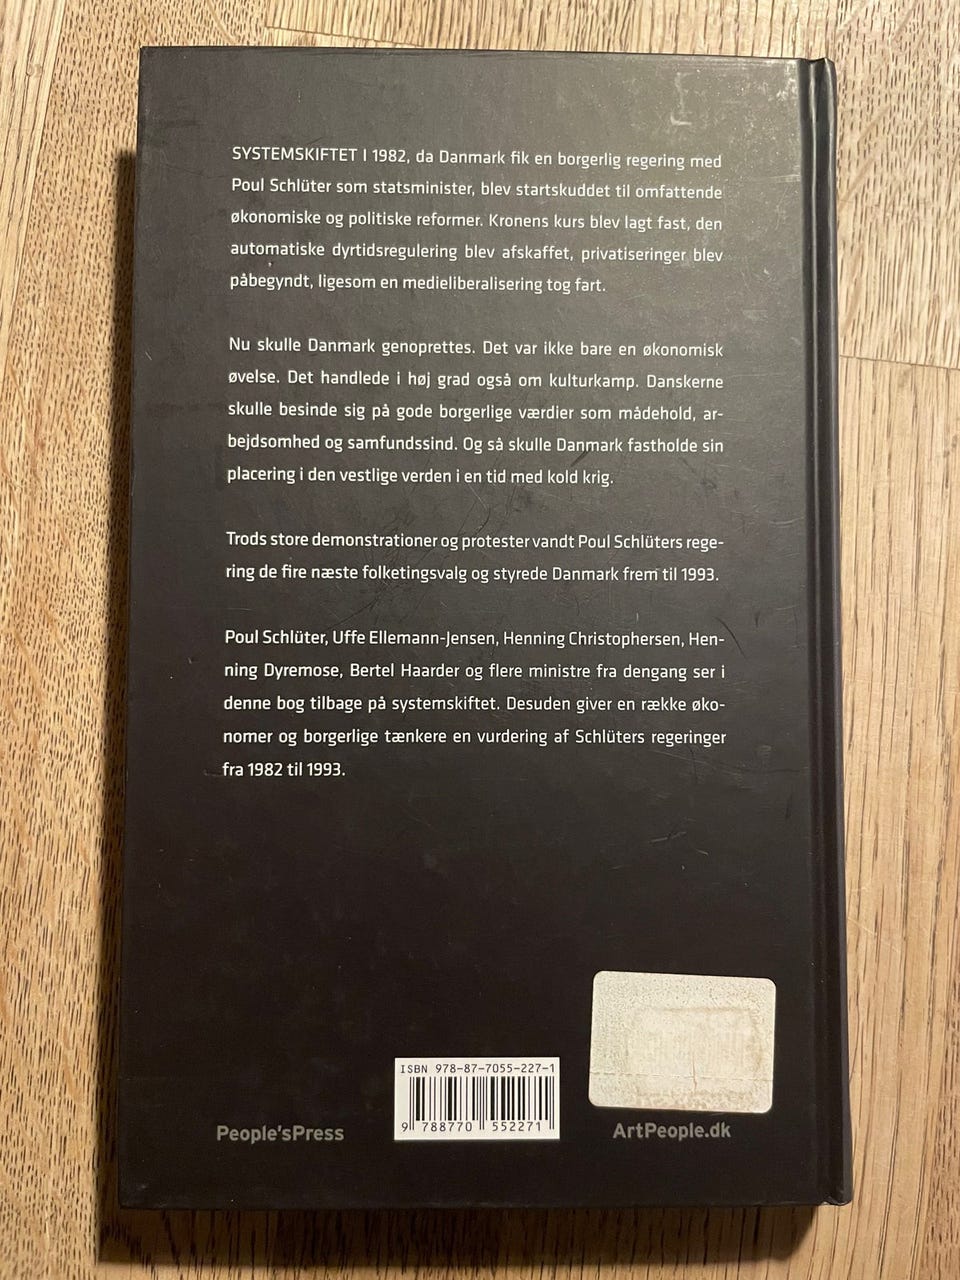 SYSTEMSKIFTET I 1982, da Danmark fik en borgerlig regering med
Poul Schlüter som statsminister, blev startskuddet til omfattende
økonomiske og politiske reformer. Kronens kurs blev lagt fast, den
automatiske dyrtidsregulering blev afskaffet, privatiseringer blev
påbegyndt, ligesom en medieliberalisering tog fart.
Nu skulle Danmark genoprettes. Det var ikke bare en økonomisk
øvelse. Det handlede i høj grad også om kulturkamp. Danskerne
skulle besinde sig på gode borgerlige værdier som mådehold, ar-
bejdsomhed og samfundssind. Og så skulle Danmark fastholde sin
placering i den vestlige verden i en tid med kold krig.
Trods store demonstrationer og protester vandt Poul Schlüters rege-
ring de fire næste folketingsvalg og styrede Danmark frem til 1993.
Poul Schlüter, Uffe Ellemann-Jensen, Henning Christophersen, Hen-
ning Dyremose, Bertel Haarder og flere ministre fra dengang ser i
denne bog tilbage på systemskiftet. Desuden giver en række øko-
nomer og borgerlige tænkere en vurdering af Schlüters regeringer
fra 1982 til 1993.
ISBN 978-87-7055-227-1
9 788770 552271
People'sPress
ArtPeople.dk